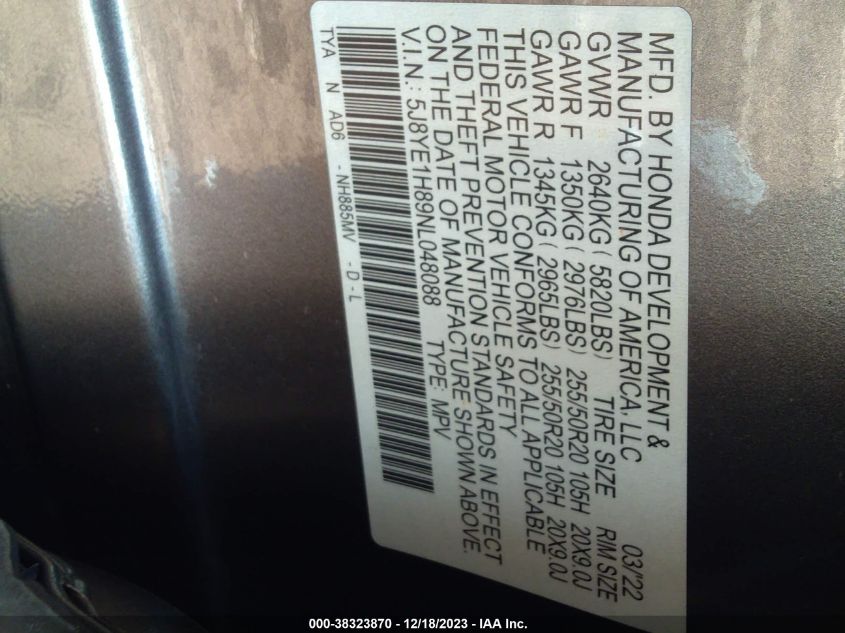 MFD. BY HONDA DEVELOPMENT &
MANUFACTURING OF AMERICA, LLC 03/'22
GVWR 2640KG ( 5820LBS) TIRE SIZE RIM SIZE
GAWR F 1350KG ( 2976LBS) 255/50R20 105H 20X9.0J
GAWR R 1345KG ( 2965LBS) 255/50R20 105H 20X9.0J
THIS VEHICLE CONFORMS TO ALL APPLICABLE
FEDERAL MOTOR VEHICLE SAFETY
AND THEFT PREVENTION STANDARDS IN EFFECT
ON THE DATE OF MANUFACTURE SHOWN ABOVE.
V.I.N.: 5J8YE1H89NL048088 TYPE: MPV
TYA N AD6 - NH885MV - D - L
000-38323870 - 12/18/2023 - IAA Inc.